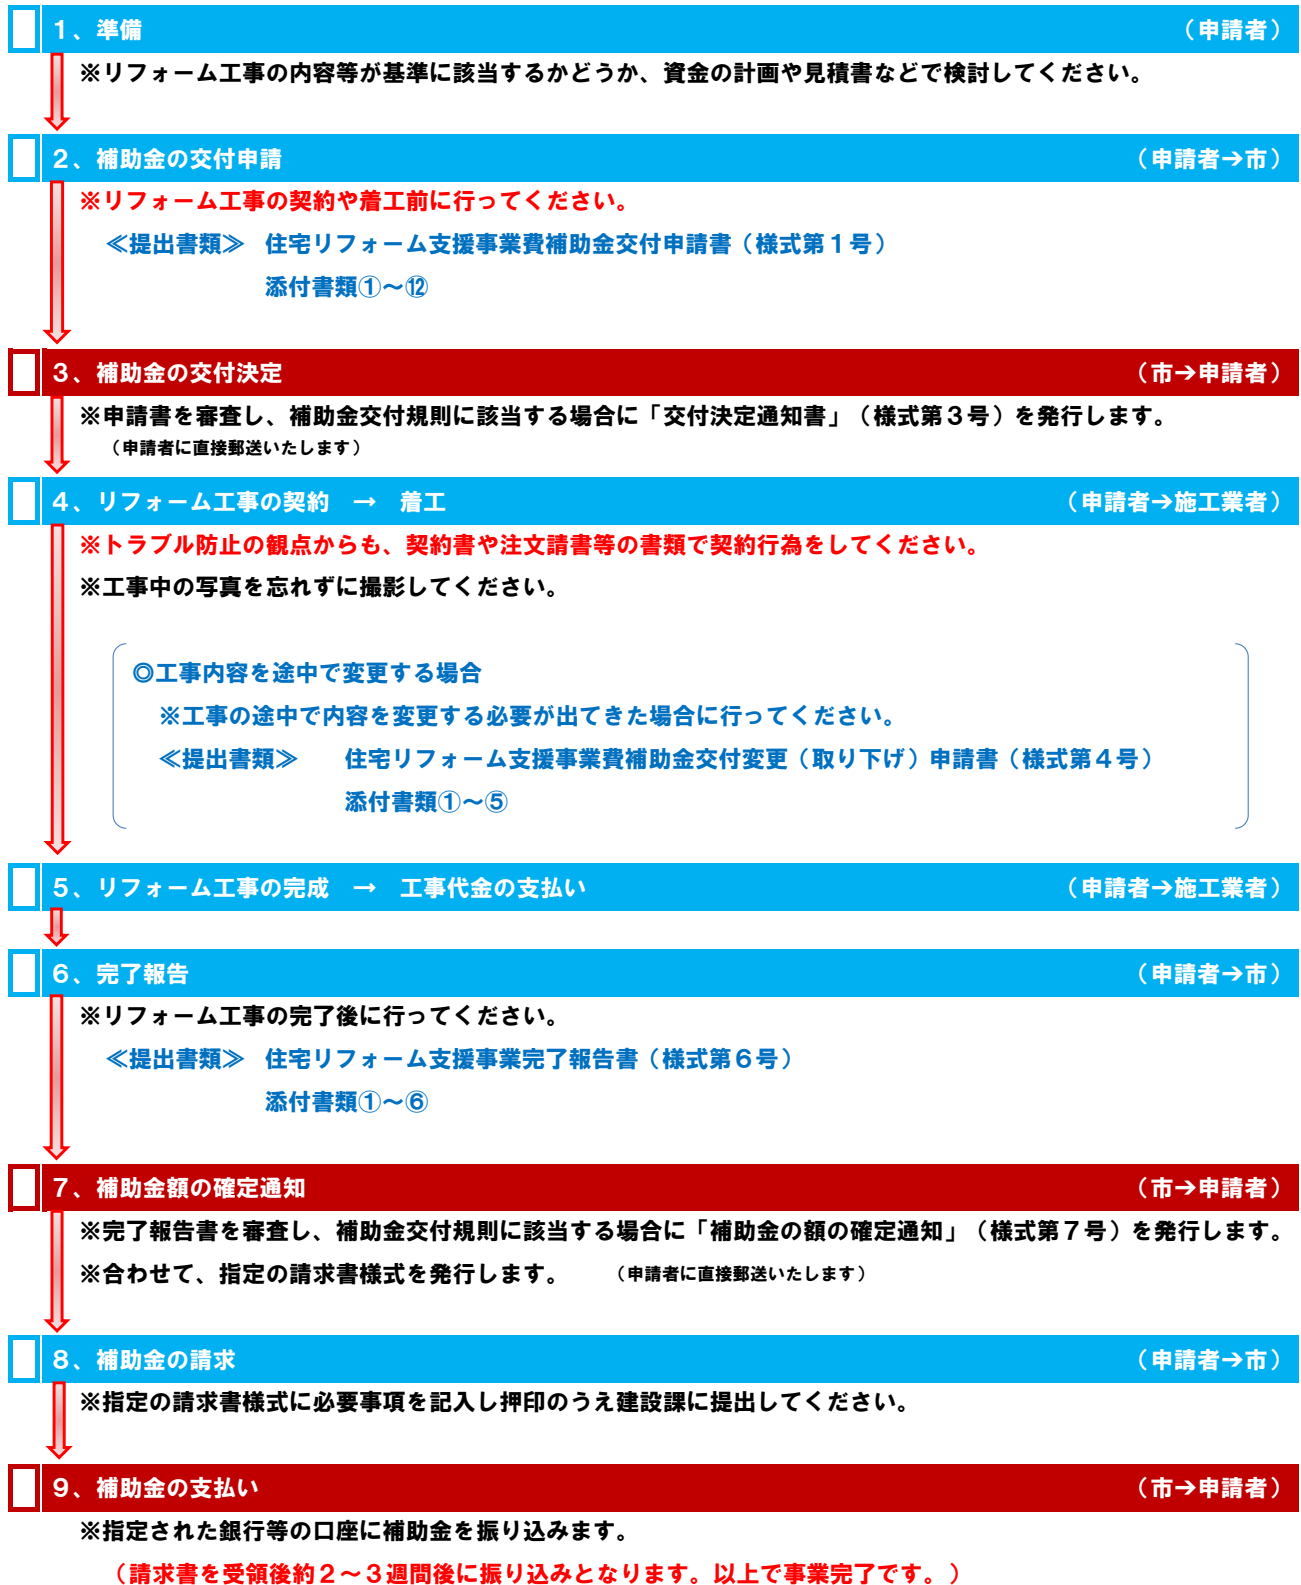 １、準備　（申請者）
※リフォーム工事の内容等が基準に該当するかどうか、資金の計画や見積書などで検討してください。
２、補助金の交付申請　（申請者→市）
※リフォーム工事の契約や着工前に行ってください。
≪提出書類≫　住宅リフォーム支援事業費補助金交付申請書（様式第１号）
添付書類①～⑫
３、補助金の交付決定　（市→申請者）
※申請書を審査し、補助金交付規則に該当する場合に「交付決定通知書」（様式第３号）を発行します。
（申請者に直接郵送いたします）
４、リフォーム工事の契約　→　着工　（申請者→施工業者）
※トラブル防止の観点からも、契約書や注文請書等の書類で契約行為をしてください。
※工事中の写真を忘れずに撮影してください。
◎工事内容を途中で変更する場合
※工事の途中で内容を変更する必要が出てきた場合に行ってください。
≪提出書類≫　住宅リフォーム支援事業費補助金交付変更（取り下げ）申請書（様式第４号）
添付書類①～⑤
５、リフォーム工事の完成　→　工事代金の支払い　（申請者→施工業者）
６、完了報告　（申請者→市）
※リフォーム工事の完了後に行ってください。
≪提出書類≫　住宅リフォーム支援事業完了報告書（様式第６号）
添付書類①～⑥
７、補助金額の確定通知　（市→申請者）
※完了報告書を審査し、補助金交付規則に該当する場合に「補助金の額の確定通知」（様式第７号）を発行します。
※合わせて、指定の請求書様式を発行します。　（申請者に直接郵送いたします）
８、補助金の請求　（申請者→市）
※指定の請求書様式に必要事項を記入し押印のうえ建設課に提出してください。
９、補助金の支払い　（市→申請者）
※指定された銀行等の口座に補助金を振り込みます。
（請求書を受領後約２～３週間後に振り込みとなります。以上で事業完了です。）